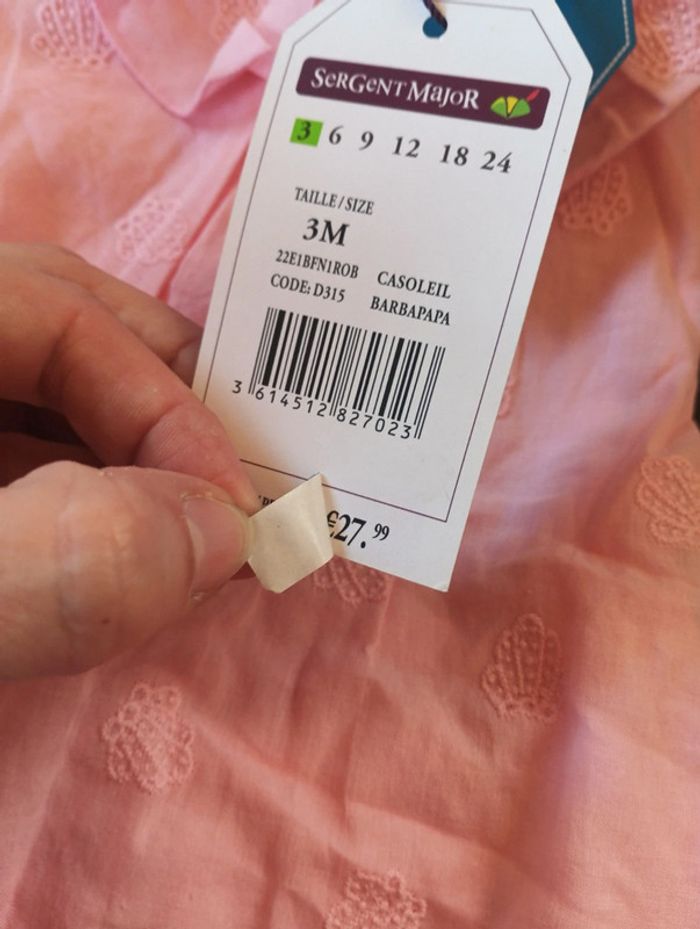 SeRGeNT MaJoR
3 6 9 12 18 24
TAILLE / SIZE
3M
22E1BFN1ROB CASOLEIL
CODE: D315 BARBAPAPA
3 614512 827023
€27.99